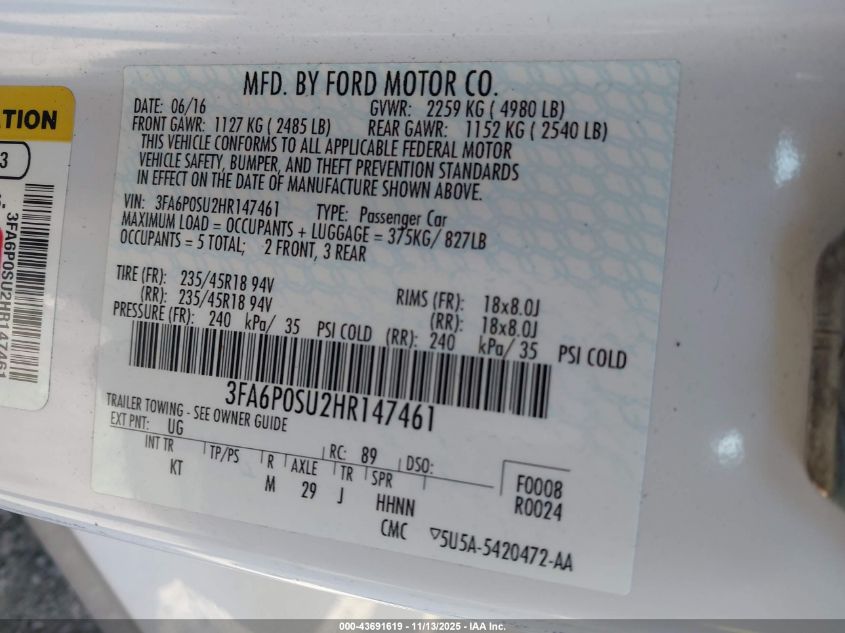 MFD. BY FORD MOTOR CO.
DATE: 06/16 GVWR: 2259 KG ( 4980 LB)
FRONT GAWR: 1127 KG ( 2485 LB) REAR GAWR: 1152 KG ( 2540 LB)
THIS VEHICLE CONFORMS TO ALL APPLICABLE FEDERAL MOTOR
VEHICLE SAFETY, BUMPER, AND THEFT PREVENTION STANDARDS
IN EFFECT ON THE DATE OF MANUFACTURE SHOWN ABOVE.
VIN: 3FA6P0SU2HR147461 TYPE: Passenger Car
MAXIMUM LOAD = OCCUPANTS + LUGGAGE = 375KG/ 827LB
OCCUPANTS = 5 TOTAL; 2 FRONT, 3 REAR
TIRE (FR): 235/45R18 94V RIMS (FR): 18x8.0J
(RR): 235/45R18 94V (RR): 18x8.0J
PRESSURE (FR): 240 kPa/ 35 PSI COLD (RR): 240 kPa/ 35 PSI COLD
3FA6P0SU2HR147461
TRAILER TOWING - SEE OWNER GUIDE
EXT PNT: UG RC: 89 DSO:
INT TR TP/PS R AXLE TR SPR
KT M 29 J HHNN
F0008
R0024
CMC ▽5U5A-5420472-AA
TION
3
3FA6P0SU2HR147461
000-43691619 - 11/13/2025 - IAA Inc.